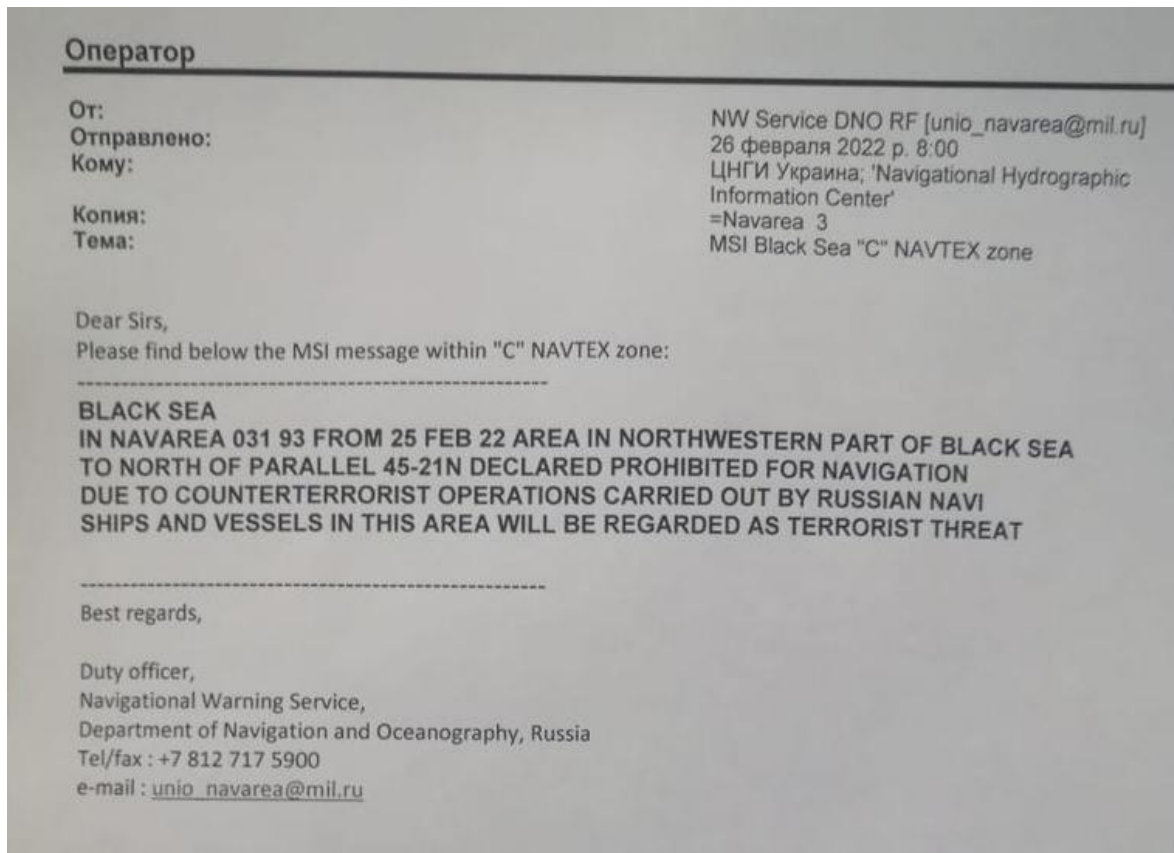 Оператор
От:
NW Service DNO RF [unio_navarea@mil.ru]
Отправлено:
26 февраля 2022 р. 8:00
Кому:
ЦНГИ Украина; 'Navigational Hydrographic
Information Center'
Копия:
=Navarea 3
Тема:
MSI Black Sea "C" NAVTEX zone
Dear Sirs,
Please find below the MSI message within "C" NAVTEX zone:
----------------------------------------------------
BLACK SEA
IN NAVAREA 031 93 FROM 25 FEB 22 AREA IN NORTHWESTERN PART OF BLACK SEA
TO NORTH OF PARALLEL 45-21N DECLARED PROHIBITED FOR NAVIGATION
DUE TO COUNTERTERRORIST OPERATIONS CARRIED OUT BY RUSSIAN NAVI
SHIPS AND VESSELS IN THIS AREA WILL BE REGARDED AS TERRORIST THREAT
----------------------------------------------------
Best regards,
Duty officer,
Navigational Warning Service,
Department of Navigation and Oceanography, Russia
Tel/fax : +7 812 717 5900
e-mail : unio_navarea@mil.ru